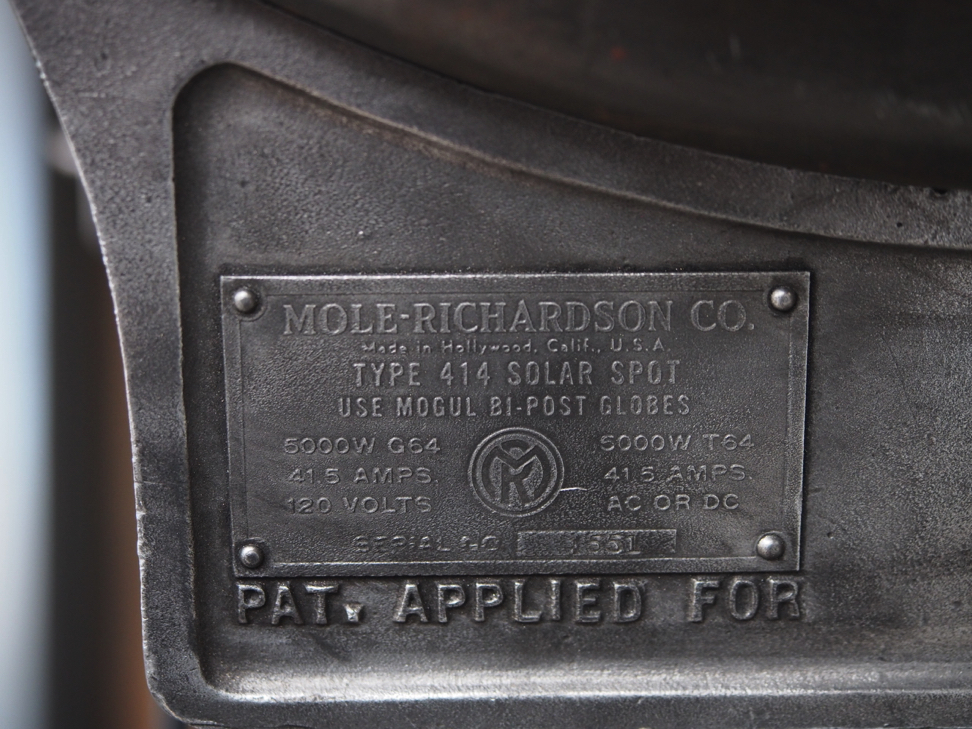 MOLE-RICHARDSON CO.
Made in Hollywood, Calif., U.S.A.
TYPE 414 SOLAR SPOT
USE MOGUL BI-POST GLOBES
5000W G64
41.5 AMPS.
120 VOLTS
MR
5000W T64
41.5 AMPS.
AC OR DC
SERIAL NO
PAT. APPLIED FOR